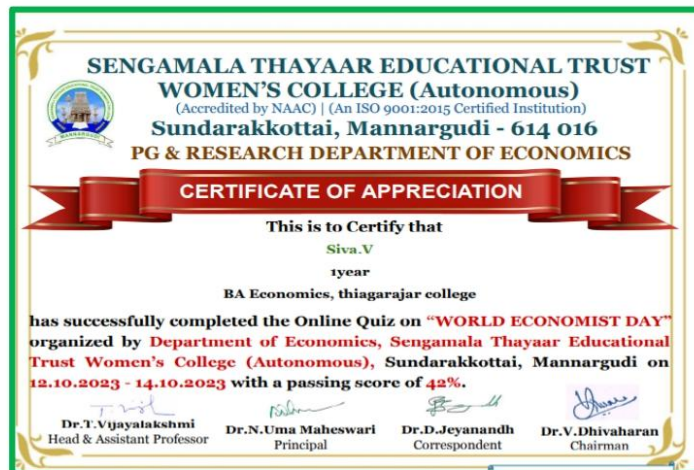 SENGAMALA THAYAAR EDUCATIONAL TRUST
WOMEN'S COLLEGE (Autonomous)
(Accredited by NAAC) | (An ISO 9001:2015 Certified Institution)
Sundarakkottai, Mannargudi - 614 016
PG & RESEARCH DEPARTMENT OF ECONOMICS
MANNARGUDI
CERTIFICATE OF APPRECIATION
This is to Certify that
Siva.V
1year
BA Economics, thiagarajar college
has successfully completed the Online Quiz on "WORLD ECONOMIST DAY"
organized by Department of Economics, Sengamala Thayaar Educational
Trust Women's College (Autonomous), Sundarakkottai, Mannargudi on
12.10.2023 - 14.10.2023 with a passing score of 42%.
Dr.T.Vijayalakshmi
Head & Assistant Professor
Dr.N.Uma Maheswari
Principal
Dr.D.Jeyanandh
Correspondent
Dr.V.Dhivaharan
Chairman